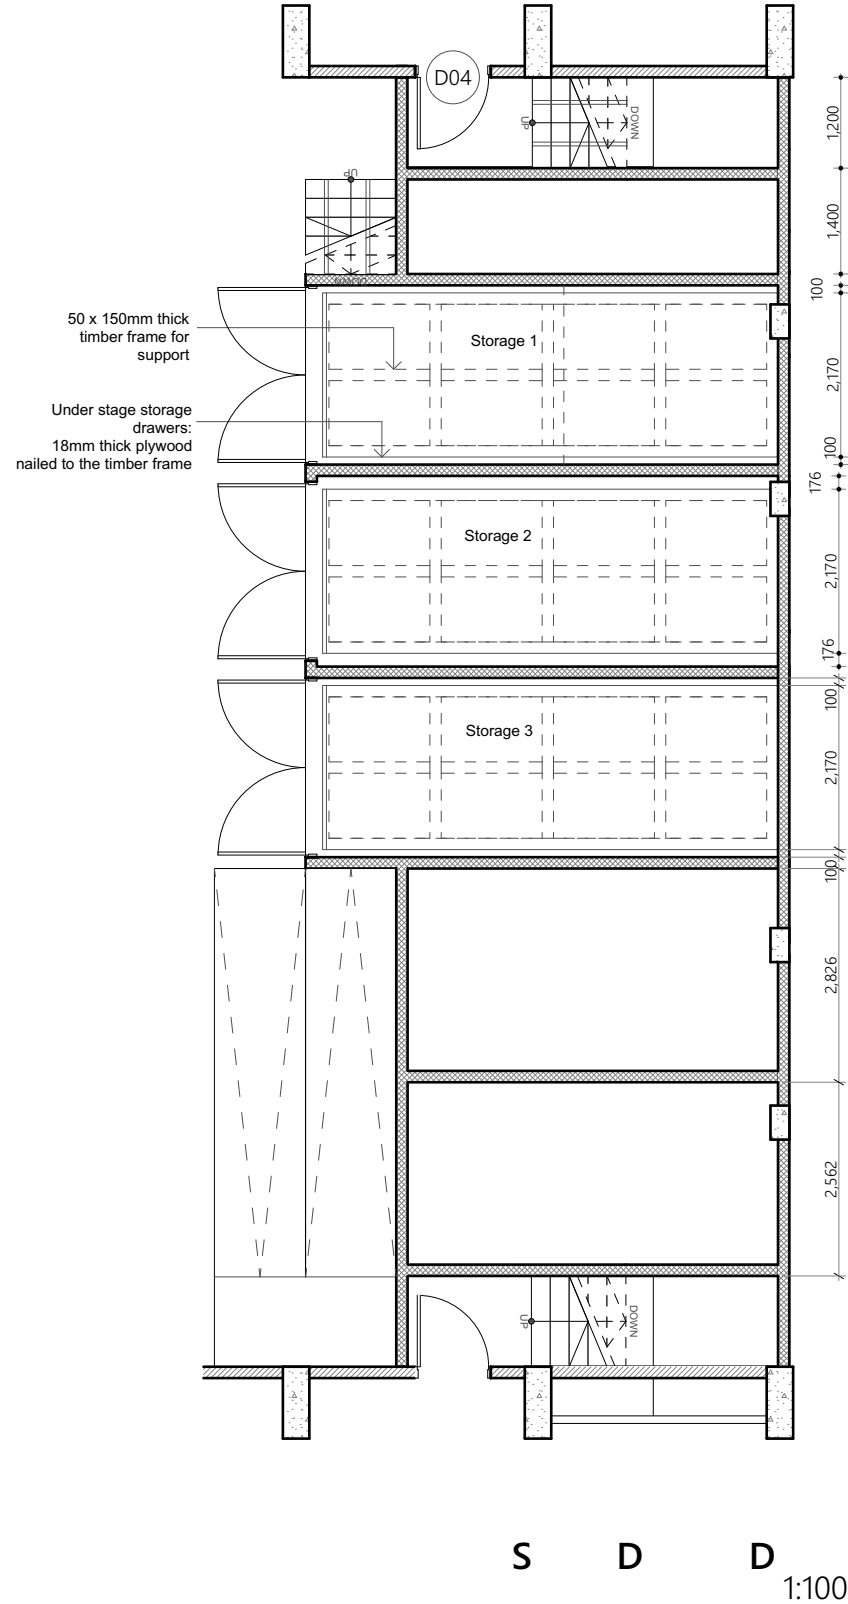 D04
UP
DOWN
1,200
UP
DOWN
1,400
100
50 x 150mm thick
timber frame for
support
Storage 1
2,170
Under stage storage
drawers:
18mm thick plywood
nailed to the timber frame
100
176
Storage 2
2,170
176
100
Storage 3
2,170
100
2,826
2,562
UP
DOWN
S D D
1:100